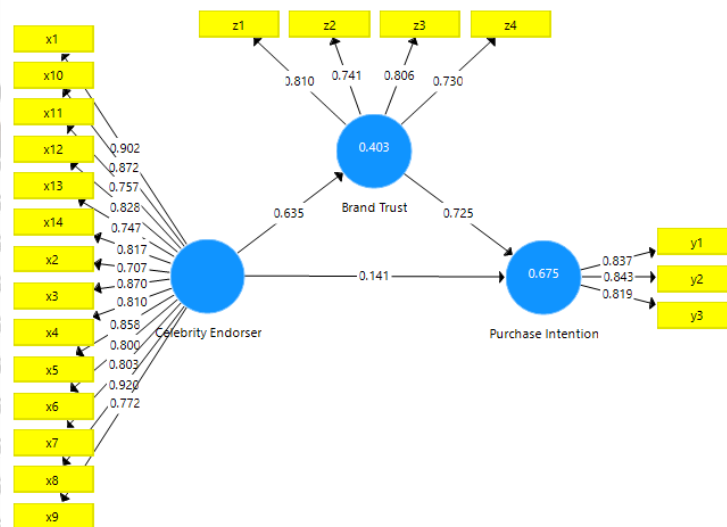 z1
z2
z3
z4
x1
x10
x11
x12
x13
x14
x2
x3
x4
x5
x6
x7
x8
x9
0.810
0.741
0.806
0.730
0.403
Brand Trust
0.902
0.872
0.757
0.828
0.747
0.817
0.707
0.870
0.810
0.858
0.800
0.803
0.920
0.772
0.635
0.725
0.141
Celebrity Endorser
0.675
Purchase Intention
0.837
0.843
0.819
y1
y2
y3